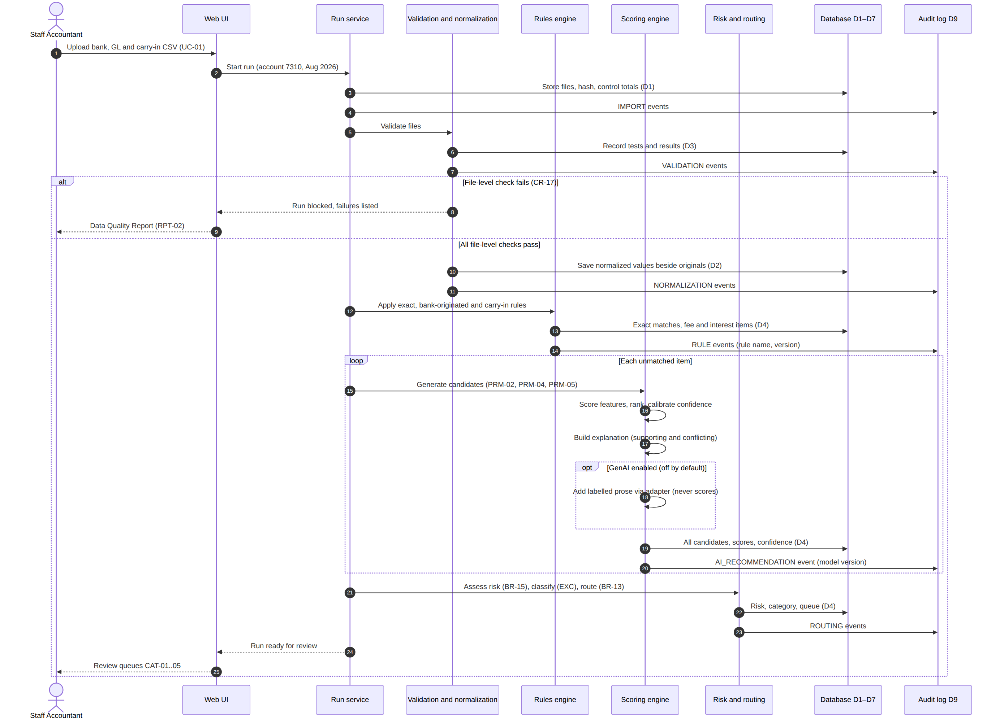 Staff Accountant
Web UI
Run service
Validation and normalization
Rules engine
Scoring engine
Risk and routing
Database D1–D7
Audit log D9
Upload bank, GL and carry-in CSV (UC-01)
1
Start run (account 7310, Aug 2026)
2
Store files, hash, control totals (D1)
3
IMPORT events
4
Validate files
5
Record tests and results (D3)
6
VALIDATION events
7
alt
[File-level check fails (CR-17)]
Run blocked, failures listed
8
Data Quality Report (RPT-02)
9
[All file-level checks pass]
Save normalized values beside originals (D2)
10
NORMALIZATION events
11
Apply exact, bank-originated and carry-in rules
12
Exact matches, fee and interest items (D4)
13
RULE events (rule name, version)
14
loop
[Each unmatched item]
Generate candidates (PRM-02, PRM-04, PRM-05)
15
Score features, rank, calibrate confidence
16
Build explanation (supporting and conflicting)
17
opt
[GenAI enabled (off by default)]
Add labelled prose via adapter (never scores)
18
All candidates, scores, confidence (D4)
19
AI_RECOMMENDATION event (model version)
20
Assess risk (BR-15), classify (EXC), route (BR-13)
21
Risk, category, queue (D4)
22
ROUTING events
23
Run ready for review
24
Review queues CAT-01..05
25
Staff Accountant
Web UI
Run service
Validation and normalization
Rules engine
Scoring engine
Risk and routing
Database D1–D7
Audit log D9